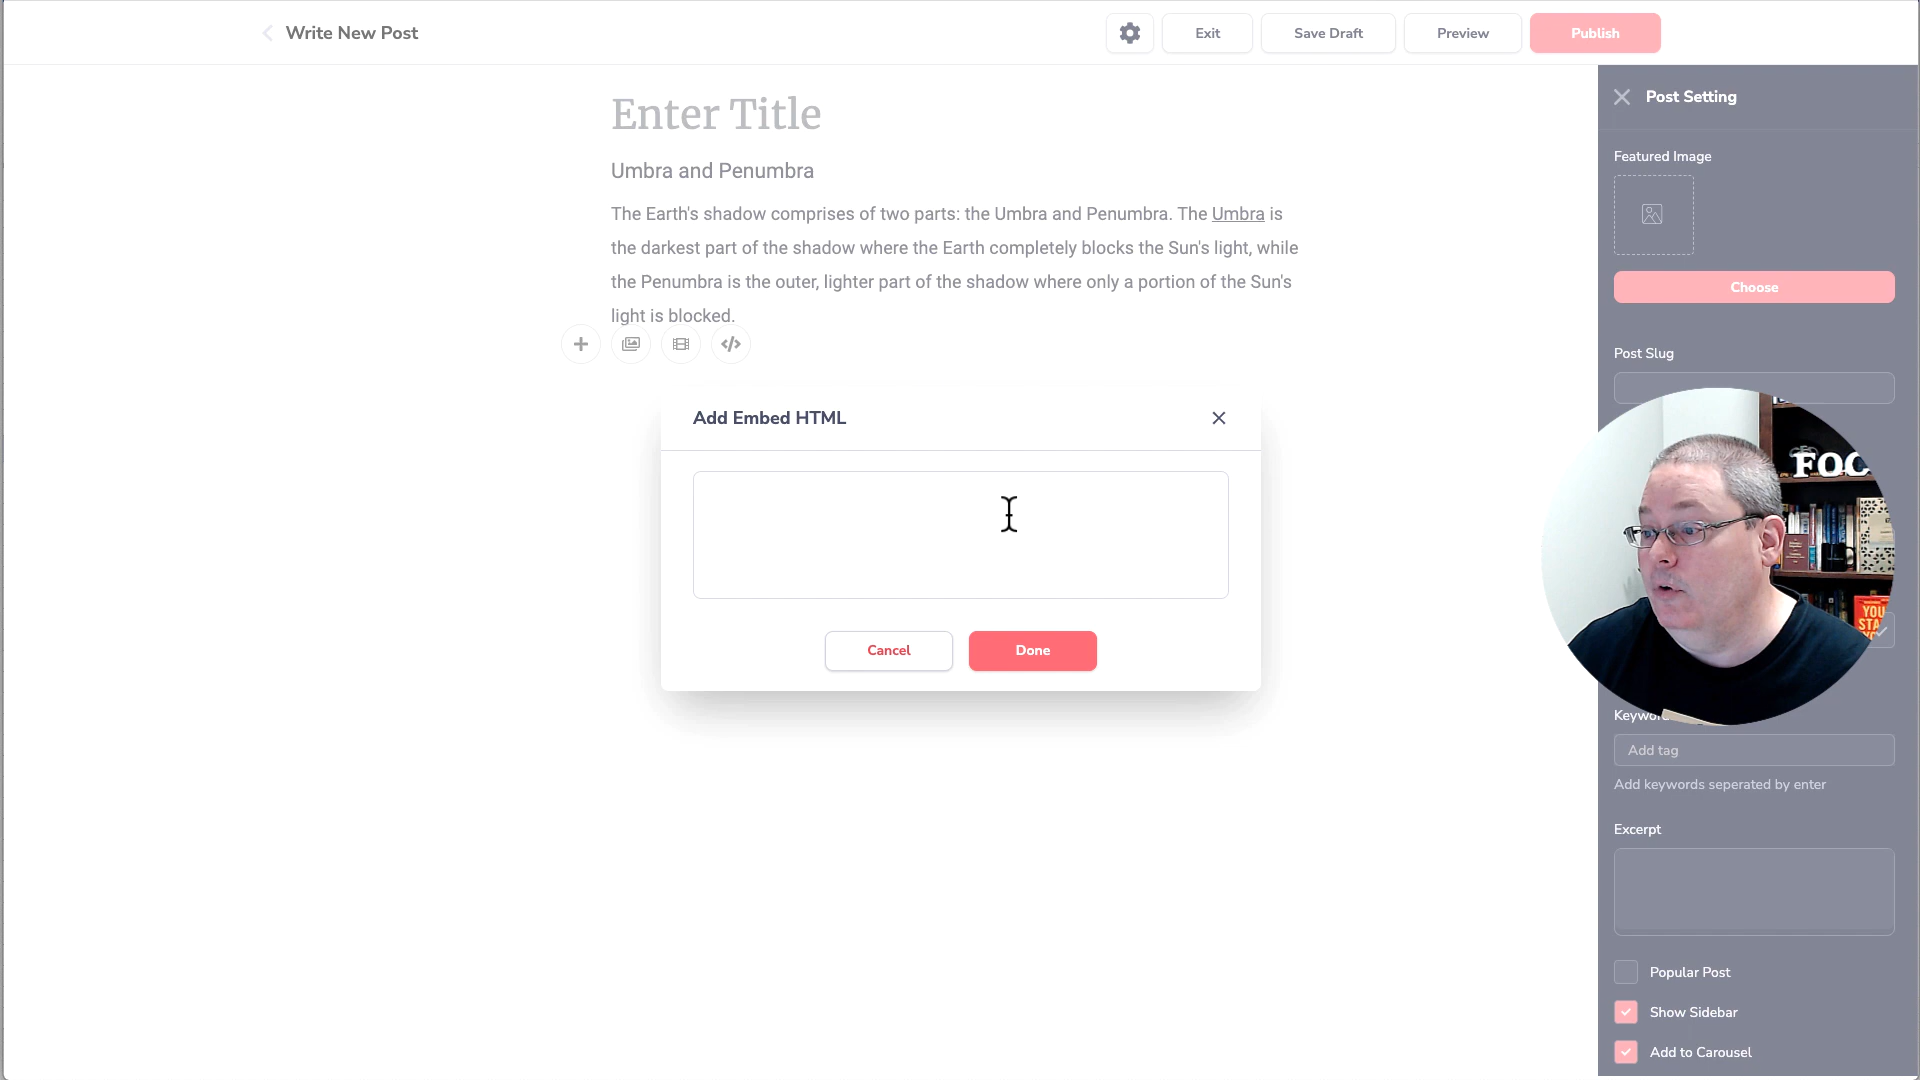 Write New Post
Exit
Save Draft
Preview
Publish
Enter Title
Umbra and Penumbra
The Earth's shadow comprises of two parts: the Umbra and Penumbra. The Umbra is
the darkest part of the shadow where the Earth completely blocks the Sun's light, while
the Penumbra is the outer, lighter part of the shadow where only a portion of the Sun's
light is blocked.
Add Embed HTML
Cancel
Done
Post Setting
Featured Image
Choose
Post Slug
FOC
YOU
Add tag
Add keywords seperated by enter
Excerpt
Popular Post
Show Sidebar
Add to Carousel